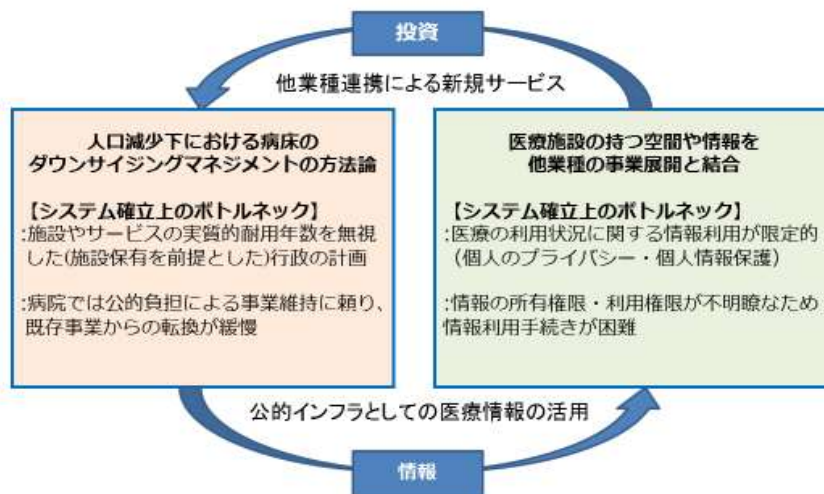 投資
他業種連携による新規サービス
人口減少下における病床の
ダウンサイジングマネジメントの方法論
【システム確立上のボトルネック】
:施設やサービスの実質的耐用年数を無視
した(施設保有を前提とした)行政の計画
:病院では公的負担による事業維持に頼り、
既存事業からの転換が緩慢
医療施設の持つ空間や情報を
他業種の事業展開と結合
【システム確立上のボトルネック】
:医療の利用状況に関する情報利用が限定的
(個人のプライバシー・個人情報保護)
:情報の所有権限・利用権限が不明瞭なため
情報利用手続きが困難
公的インフラとしての医療情報の活用
情報